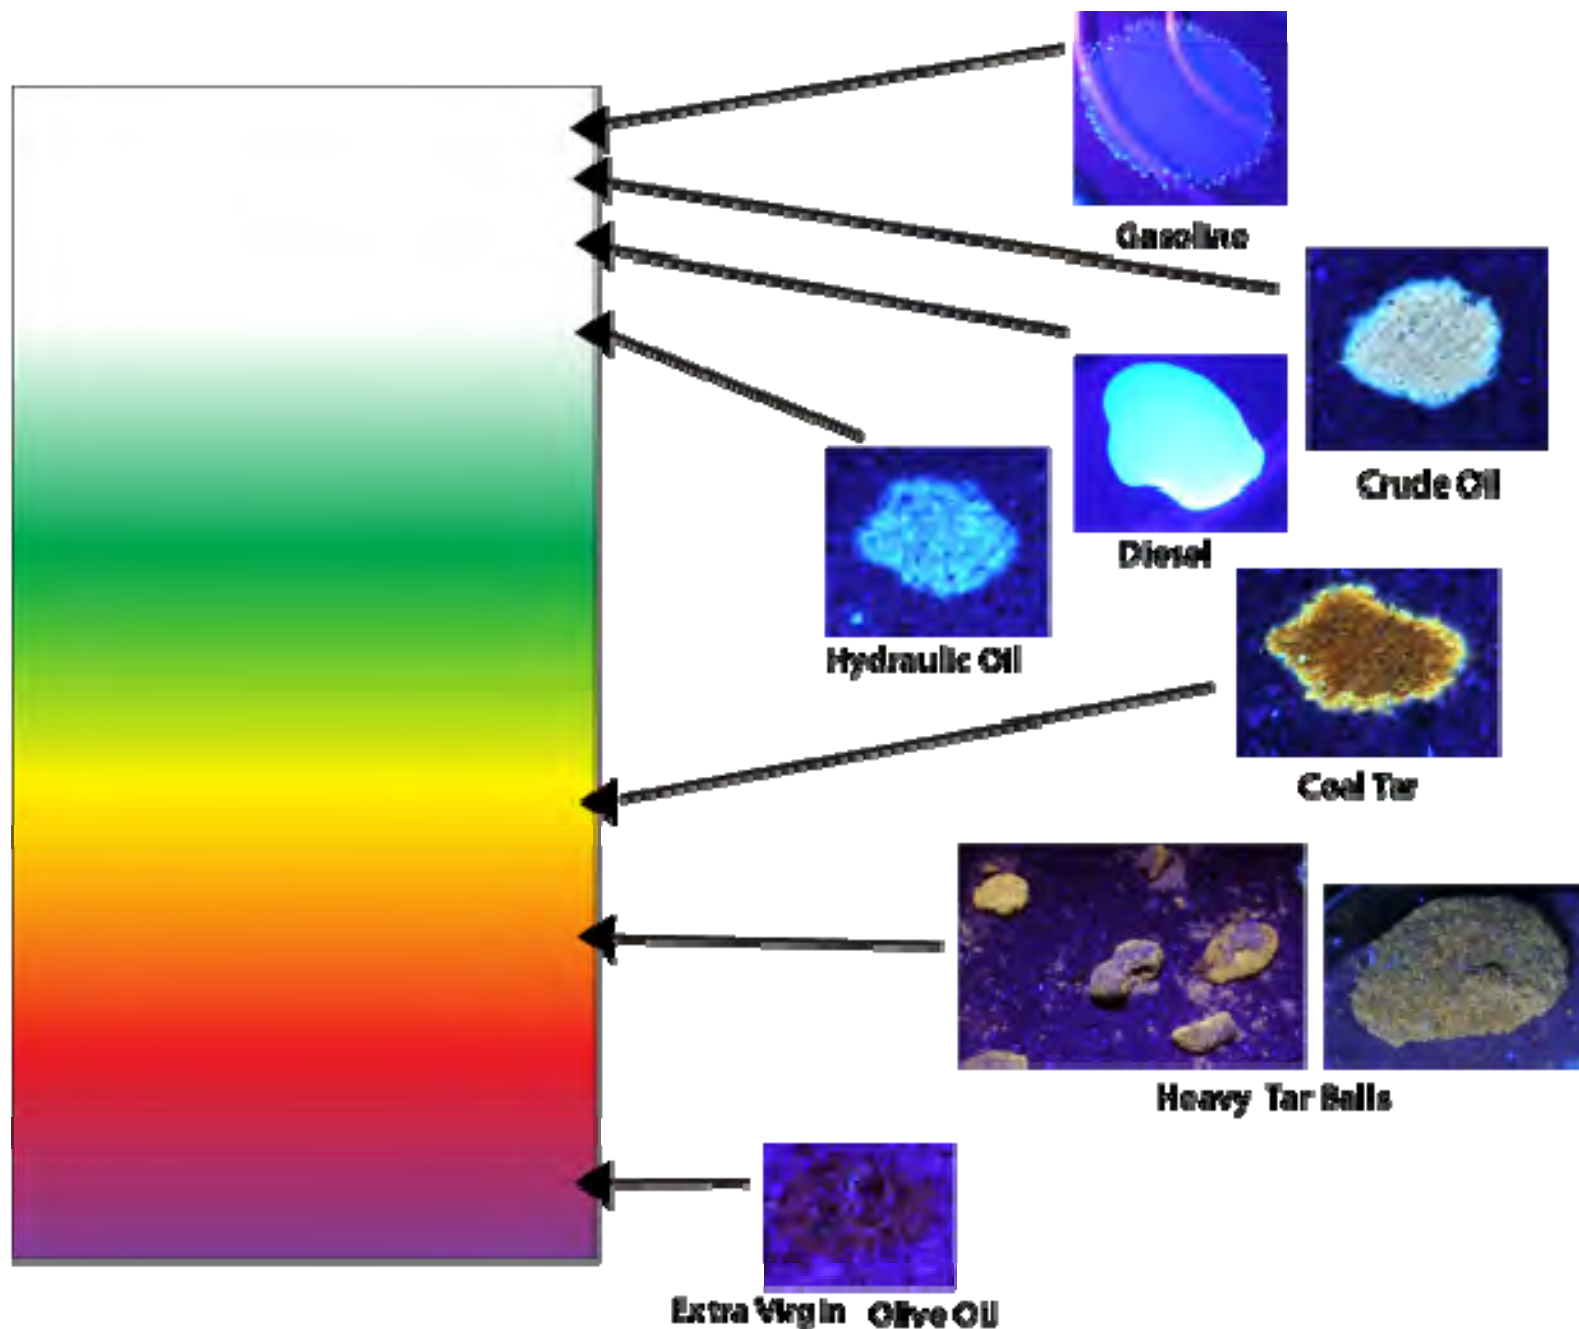 Gasoline
Crude Oil
Diesel
Hydraulic Oil
Coal Tar
Heavy Tar Balls
Extra Virgin Olive Oil